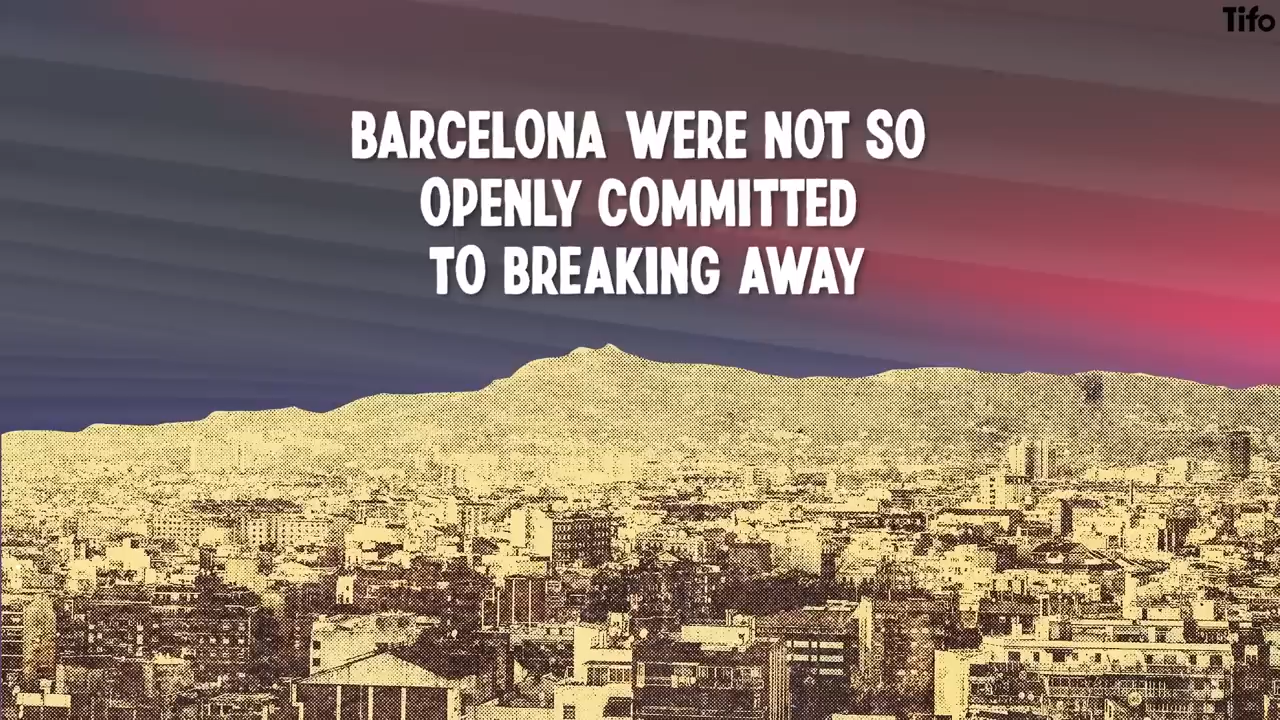 Tifo
BARCELONA WERE NOT SO
OPENLY COMMITTED
TO BREAKING AWAY